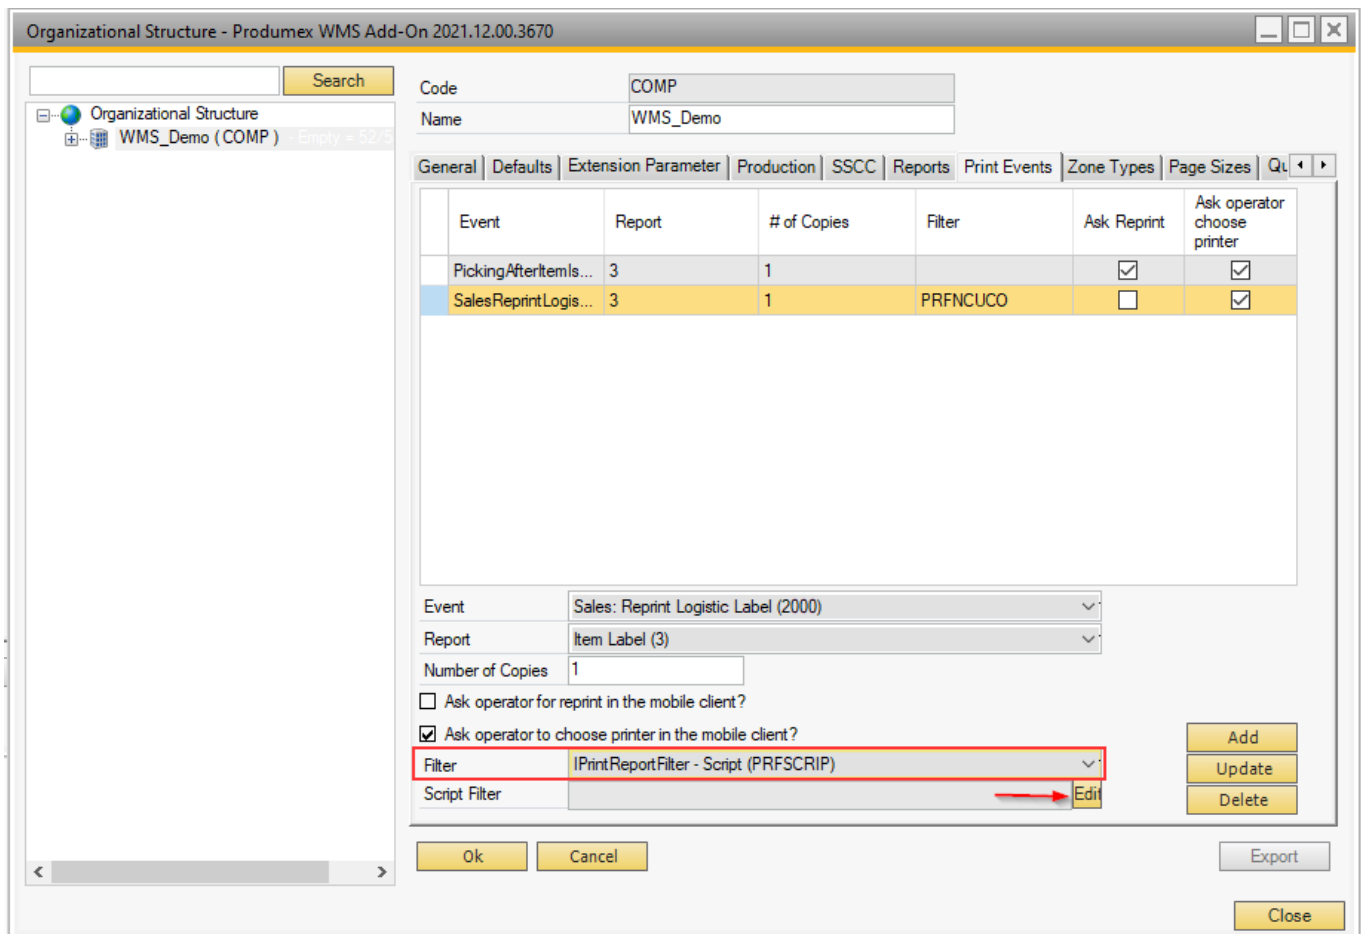 Organizational Structure - Produmex WMS Add-On 2021.12.00.3670
Search
Organizational Structure
WMS_Demo ( COMP ) - Empty = 52/5
Code COMP
Name WMS_Demo
General Defaults Extension Parameter Production SSCC Reports Print Events Zone Types Page Sizes Qu
Event Report # of Copies Filter Ask Reprint Ask operator choose printer
PickingAfterItemIs... 3 1
SalesReprintLogis... 3 1 PRFNCUCO
Event Sales: Reprint Logistic Label (2000)
Report Item Label (3)
Number of Copies 1
Ask operator for reprint in the mobile client?
Ask operator to choose printer in the mobile client?
Add
Filter IPrintReportFilter - Script (PRFSCRIP)
Update
Script Filter Edit
Delete
Ok Cancel Export
Close